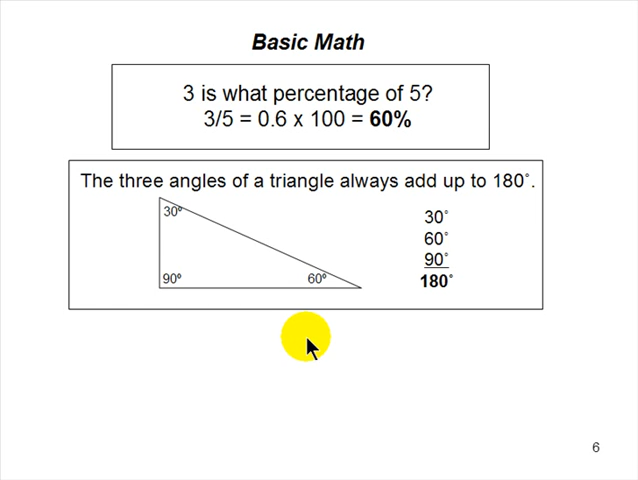 Basic Math
3 is what percentage of 5?
3/5 = 0.6 x 100 = 60%
The three angles of a triangle always add up to 180˚.
30º
90º
60º
30˚
60˚
90˚
180˚
6